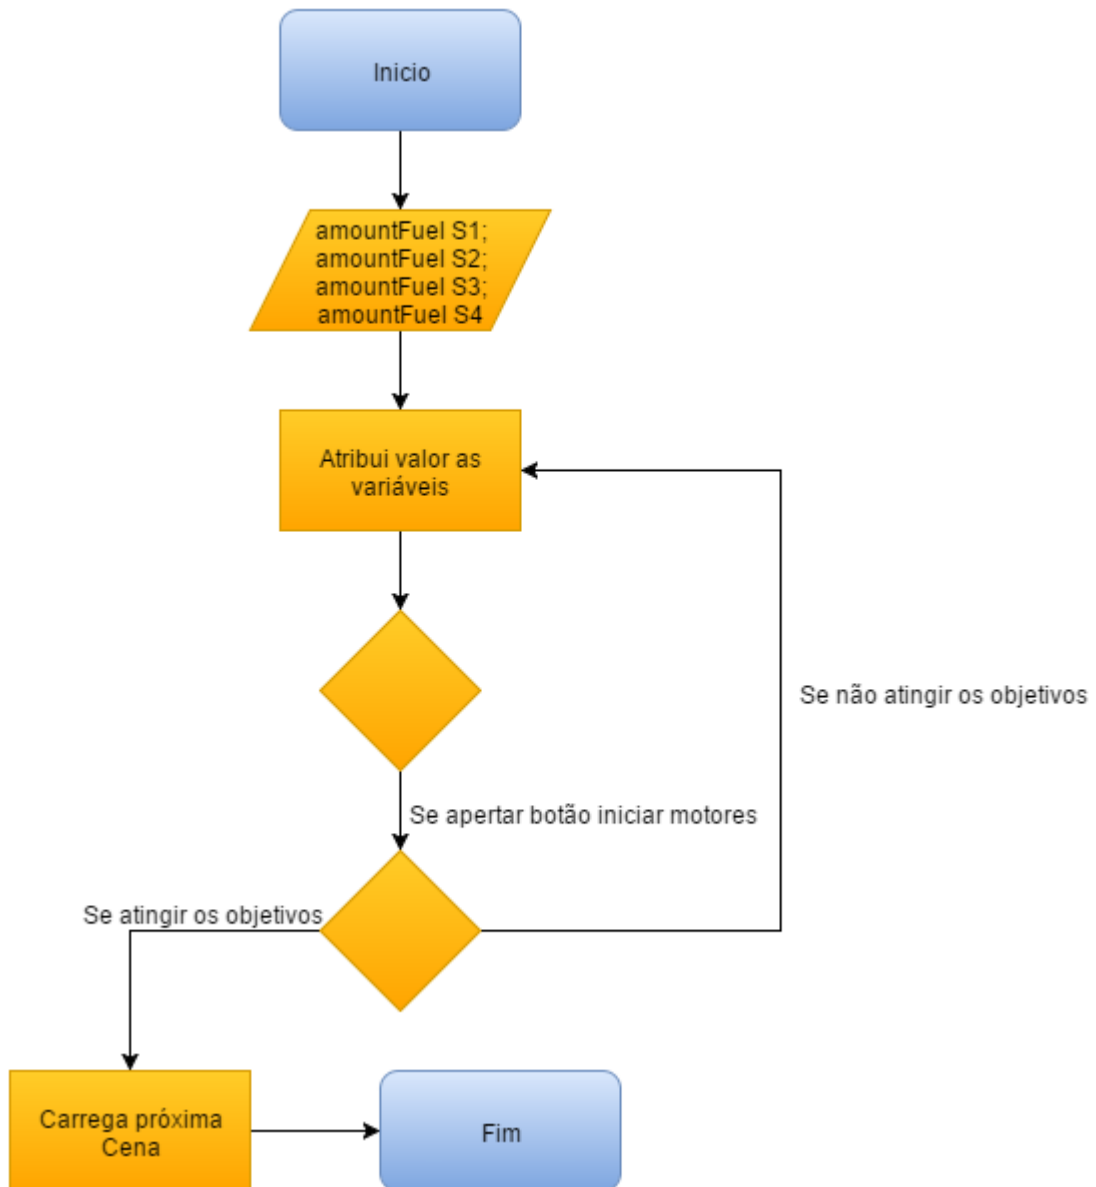 Inicio
amountFuel S1;
amountFuel S2;
amountFuel S3;
amountFuel S4
Atribui valor as
variáveis
Se não atingir os objetivos
Se apertar botão iniciar motores
Se atingir os objetivos
Carrega próxima
Cena
Fim